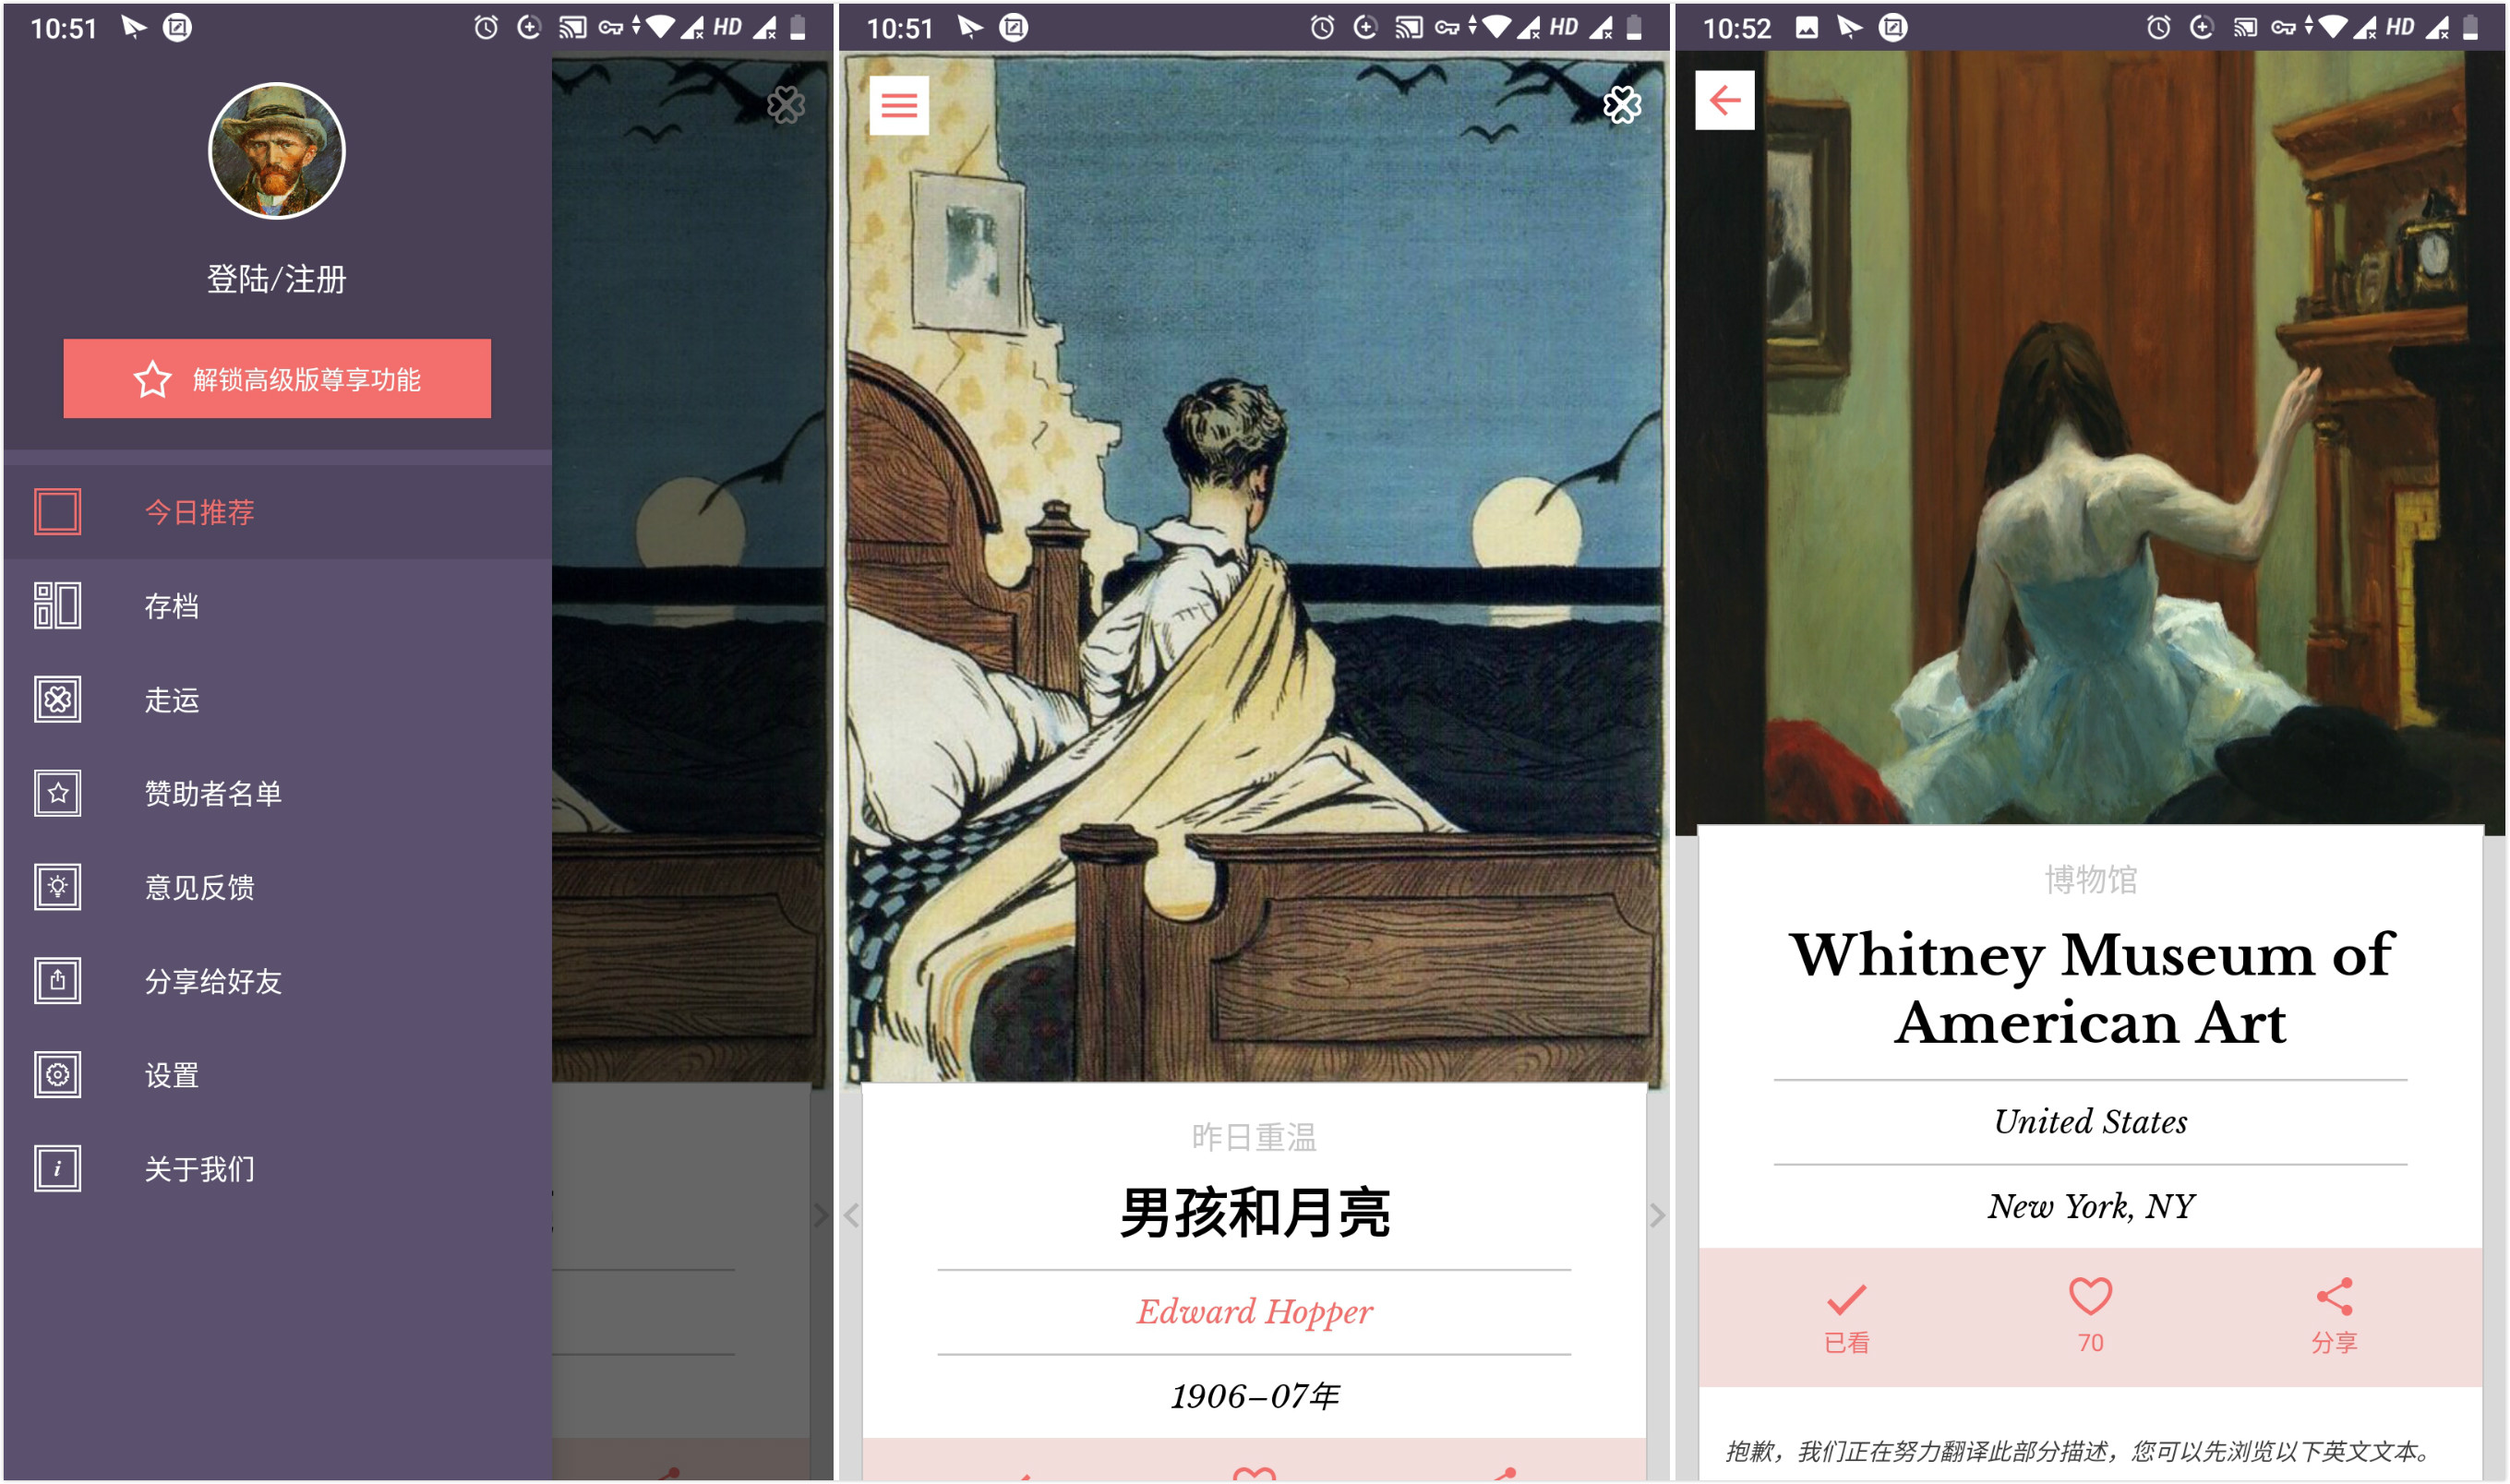 10:51
登陆/注册
解锁高级版尊享功能
今日推荐
存档
走运
赞助者名单
意见反馈
分享给好友
设置
关于我们
HD
10:51
HD
昨日重温
男孩和月亮
Edward Hopper
1906–07年
10:52
HD
博物馆
Whitney Museum of
American Art
United States
New York, NY
已看
70
分享
抱歉，我们正在努力翻译此部分描述，您可以先浏览以下英文文本。